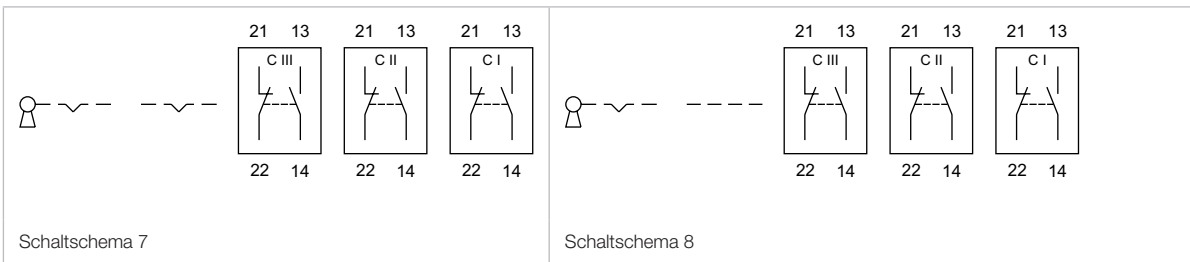 21 13 21 13 21 13 21 13 21 13 21 13
C III C II C I C III C II C I
22 14 22 14 22 14 22 14 22 14 22 14
Schaltschema 7 Schaltschema 8